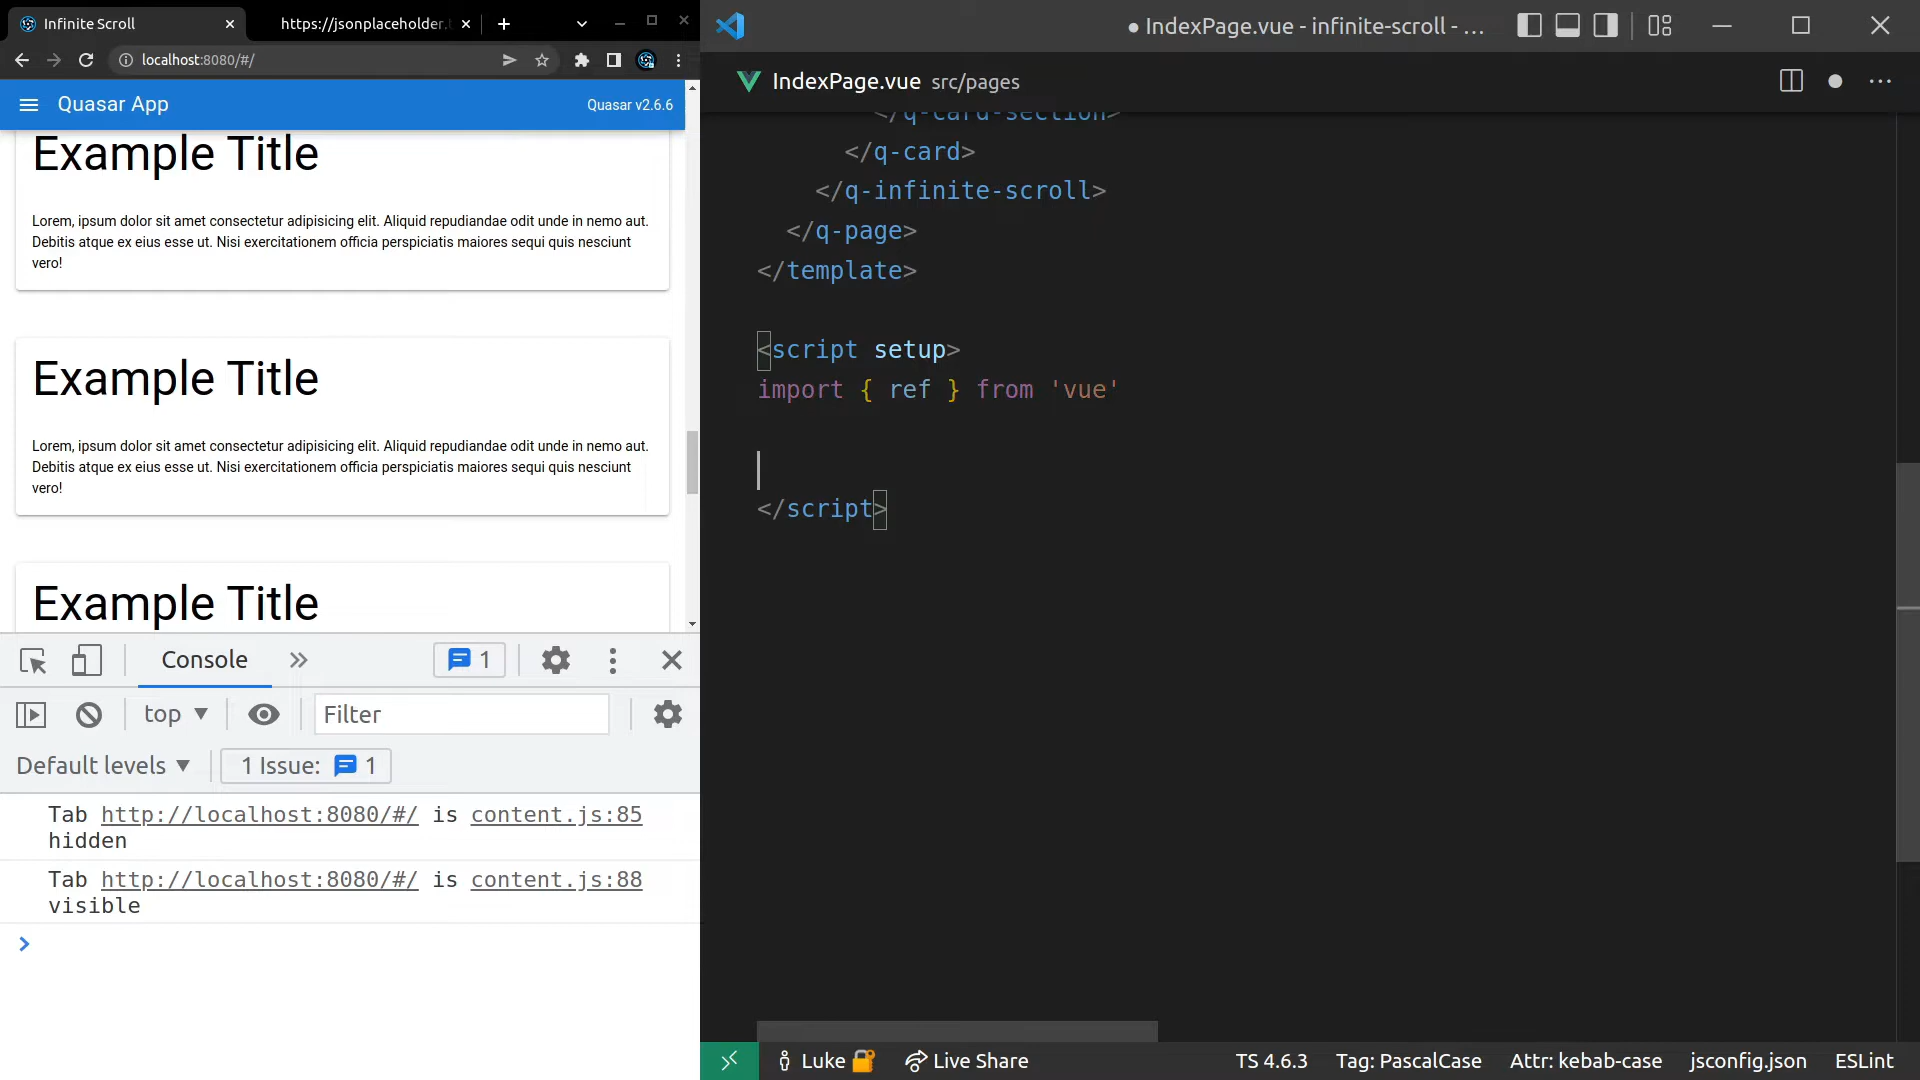 Infinite Scroll
https://jsonplaceholder.t
localhost:8080/#/
Quasar App
Quasar v2.6.6
Example Title
Lorem, ipsum dolor sit amet consectetur adipisicing elit. Aliquid repudiandae odit unde in nemo aut.
Debitis atque ex eius esse ut. Nisi exercitationem officia perspiciatis maiores sequi quis nesciunt
vero!
Example Title
Lorem, ipsum dolor sit amet consectetur adipisicing elit. Aliquid repudiandae odit unde in nemo aut.
Debitis atque ex eius esse ut. Nisi exercitationem officia perspiciatis maiores sequi quis nesciunt
vero!
Example Title
Console
1
top
Filter
Default levels
1 Issue: 1
Tab http://localhost:8080/#/ is content.js:85
hidden
Tab http://localhost:8080/#/ is content.js:88
visible
● IndexPage.vue - infinite-scroll - ...
IndexPage.vue src/pages
</q-card-section>
</q-card>
</q-infinite-scroll>
</q-page>
</template>
<script setup>
import { ref } from 'vue'
</script>
Luke
Live Share
TS 4.6.3
Tag: PascalCase
Attr: kebab-case
jsconfig.json
ESLint